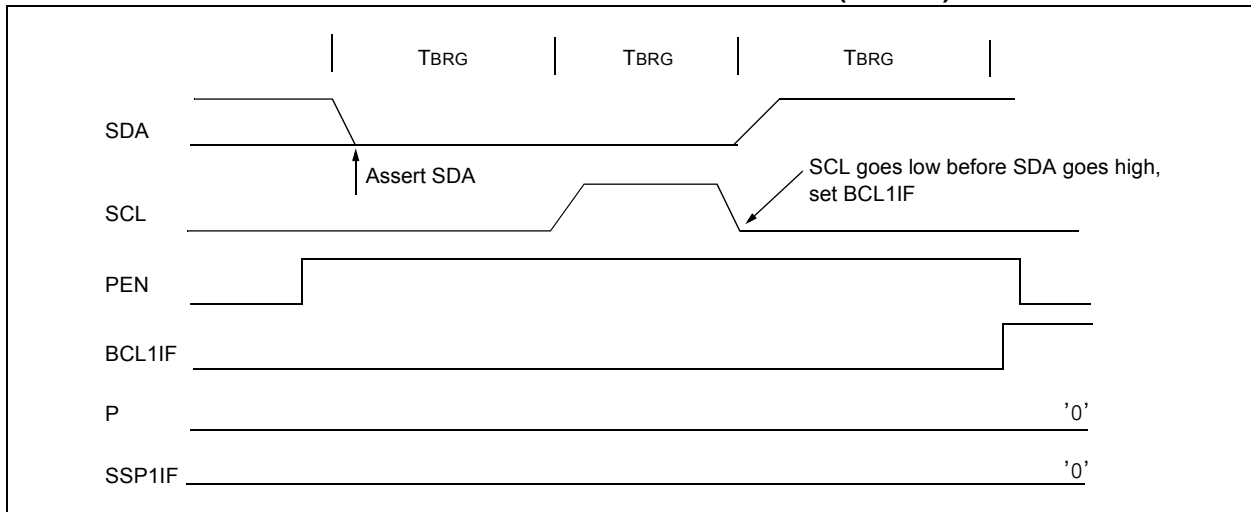 TBRG TBRG TBRG
SDA
Assert SDA
SCL goes low before SDA goes high,
set BCL1IF
SCL
PEN
BCL1IF
P
'0'
SSP1IF
'0'